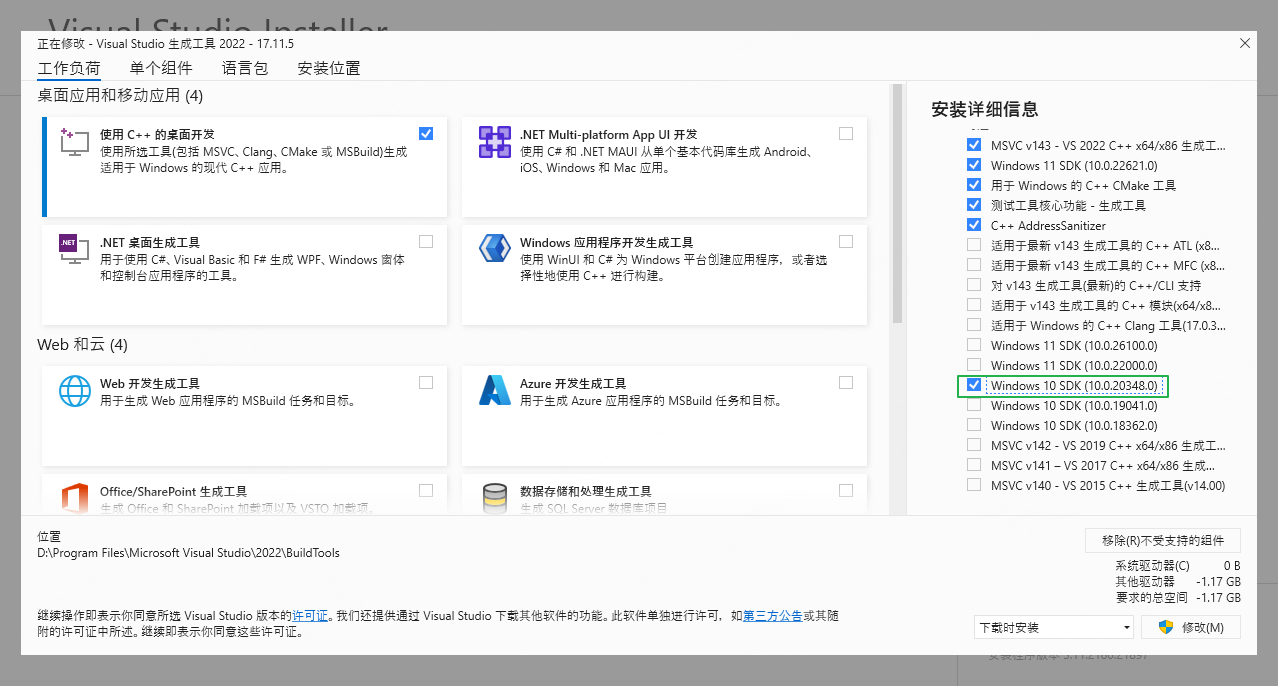 Visual Studio Installer
正在修改 - Visual Studio 生成工具 2022 - 17.11.5
工作负荷 单个组件 语言包 安装位置
桌面应用和移动应用 (4)
使用 C++ 的桌面开发
使用所选工具(包括 MSVC、Clang、CMake 或 MSBuild)生成
适用于 Windows 的现代 C++ 应用。
.NET Multi-platform App UI 开发
使用 C# 和 .NET MAUI 从单个基本代码库生成 Android、
iOS、Windows 和 Mac 应用。
.NET
.NET 桌面生成工具
用于使用 C#、Visual Basic 和 F# 生成 WPF、Windows 窗体
和控制台应用程序的工具。
Windows 应用程序开发生成工具
使用 WinUI 和 C# 为 Windows 平台创建应用程序，或者选
择性地使用 C++ 进行构建。
Web 和云 (4)
Web 开发生成工具
用于生成 Web 应用程序的 MSBuild 任务和目标。
Azure 开发生成工具
用于生成 Azure 应用程序的 MSBuild 任务和目标。
Office/SharePoint 生成工具
生成 Office 和 SharePoint 加载项以及 VSTO 加载项。
数据存储和处理生成工具
生成 SQL Server 数据库项目
安装详细信息
MSVC v143 - VS 2022 C++ x64/x86 生成工...
Windows 11 SDK (10.0.22621.0)
用于 Windows 的 C++ CMake 工具
测试工具核心功能 - 生成工具
C++ AddressSanitizer
适用于最新 v143 生成工具的 C++ ATL (x8...
适用于最新 v143 生成工具的 C++ MFC (x8...
对 v143 生成工具(最新)的 C++/CLI 支持
适用于 v143 生成工具的 C++ 模块(x64/x8...
适用于 Windows 的 C++ Clang 工具(17.0.3...
Windows 11 SDK (10.0.26100.0)
Windows 11 SDK (10.0.22000.0)
Windows 10 SDK (10.0.20348.0)
Windows 10 SDK (10.0.19041.0)
Windows 10 SDK (10.0.18362.0)
MSVC v142 - VS 2019 C++ x64/x86 生成工...
MSVC v141 – VS 2017 C++ x64/x86 生成...
MSVC v140 - VS 2015 C++ 生成工具(v14.00)
位置
D:\Program Files\Microsoft Visual Studio\2022\BuildTools
移除(R)不受支持的组件
系统驱动器(C) 0 B
其他驱动器 -1.17 GB
要求的总空间 -1.17 GB
继续操作即表示你同意所选 Visual Studio 版本的许可证。我们还提供通过 Visual Studio 下载其他软件的功能。此软件单独进行许可，如第三方公告或其随
附的许可证中所述。继续即表示你同意这些许可证。
下载时安装
修改(M)